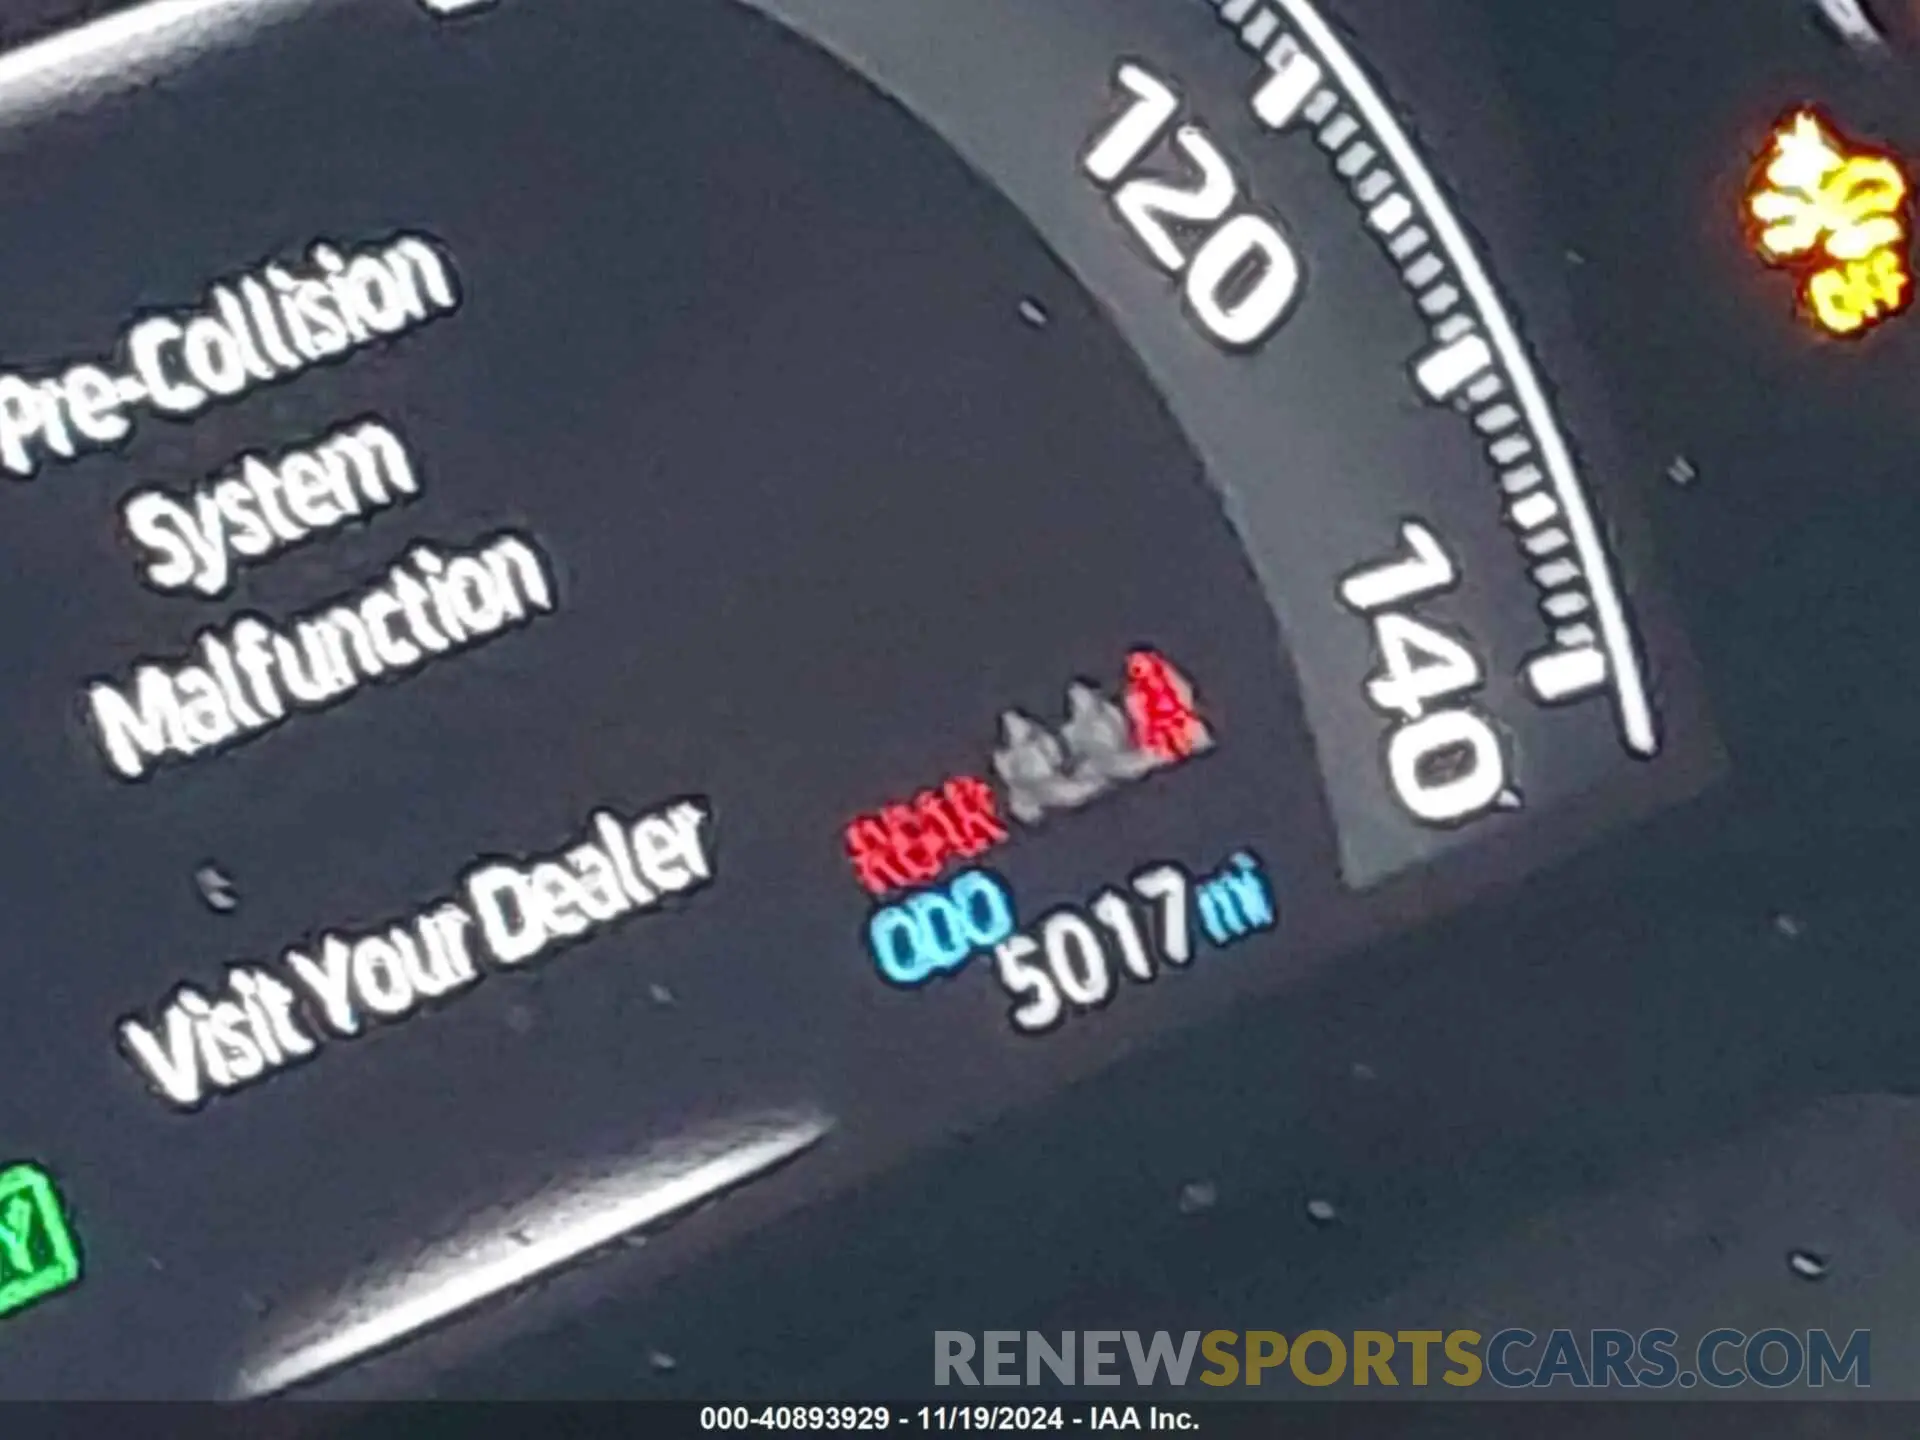 120
OFF
Pre-Collision
System
Malfunction
140
REAR
Visit Your Dealer
ODO 5017 mi
RENEWSPORTSCARS.COM
000-40893929 - 11/19/2024 - IAA Inc.